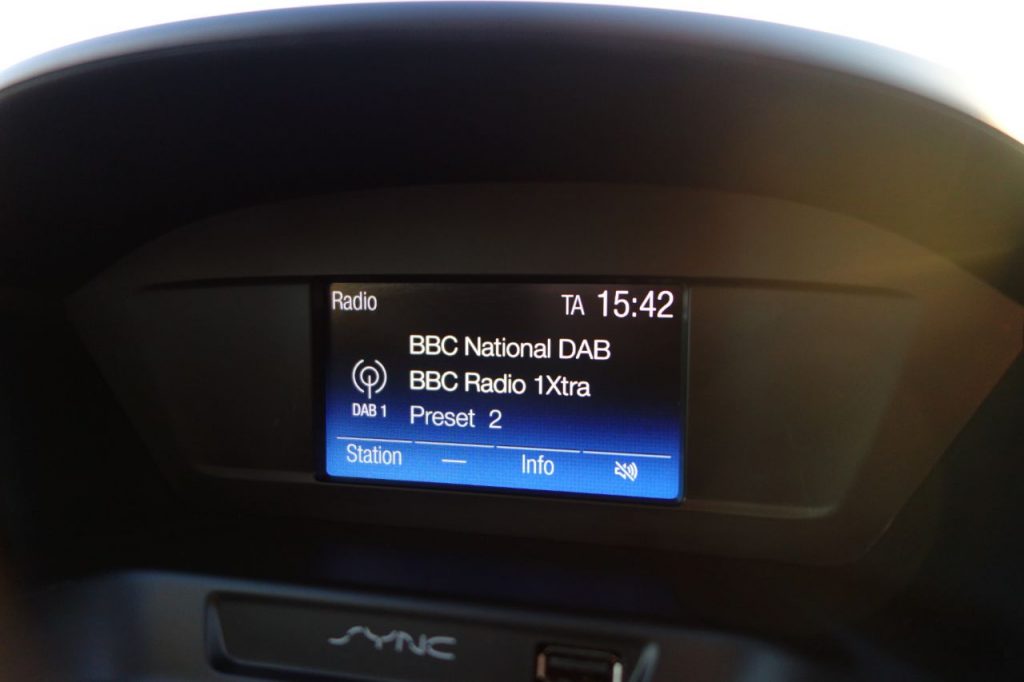 Radio TA 15:42
BBC National DAB
BBC Radio 1Xtra
DAB 1
Preset 2
Station — Info
SYNC